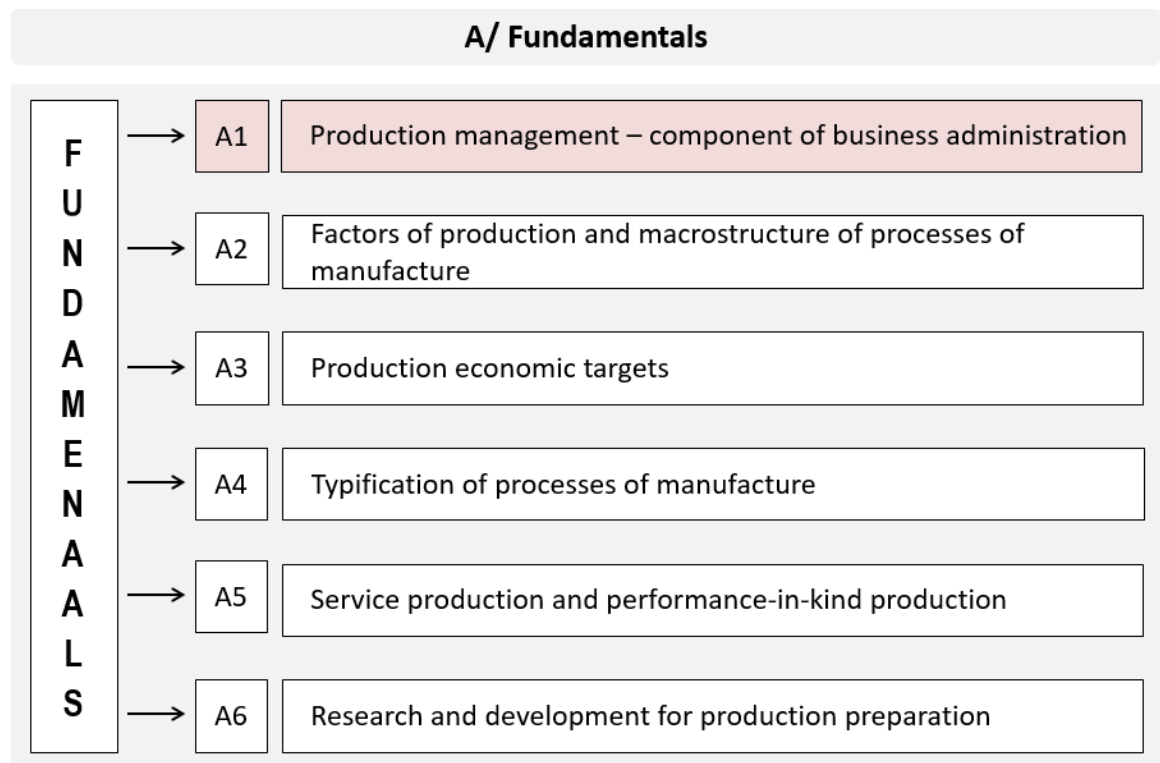 A/ Fundamentals
F
U
N
D
A
M
E
N
A
A
L
S
A1
Production management – component of business administration
A2
Factors of production and macrostructure of processes of
manufacture
A3
Production economic targets
A4
Typification of processes of manufacture
A5
Service production and performance-in-kind production
A6
Research and development for production preparation